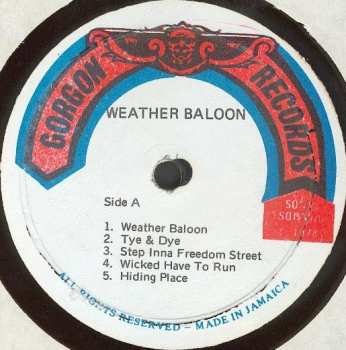 GORGON RECORDS
WEATHER BALOON
Side A
1. Weather Baloon
2. Tye & Dye
3. Step Inna Freedom Street
4. Wicked Have To Run
5. Hiding Place
ALL RIGHTS RESERVED – MADE IN JAMAICA